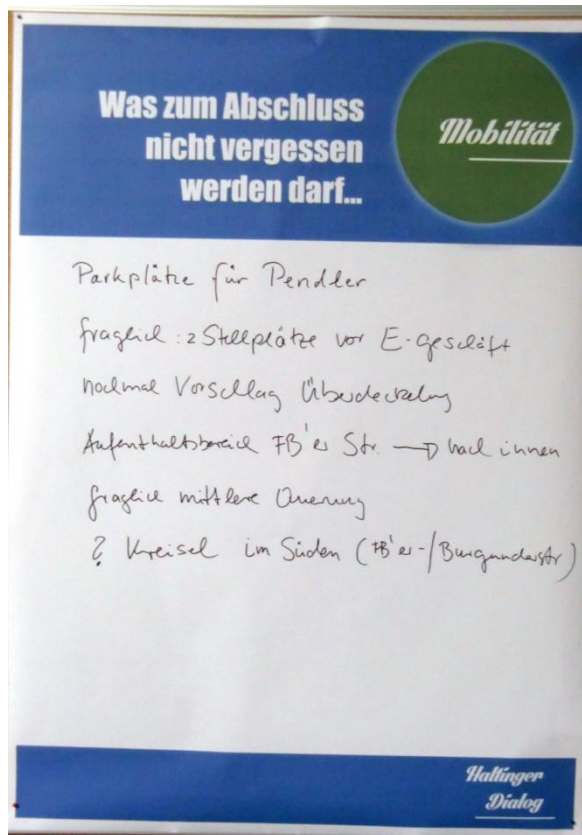 Was zum Abschluss
nicht vergessen
werden darf...
Mobilität
Parkplätze für Pendler
fraglich : 2 Stellplätze vor E-Geschäft
nochmal Vorschlag Überdeckelung
Aufenthaltsbereich FB'er Str. → nach innen
fraglich mittlere Querung
? Kreisel im Süden (FB'er-/Burgunderstr)
Haltinger
Dialog